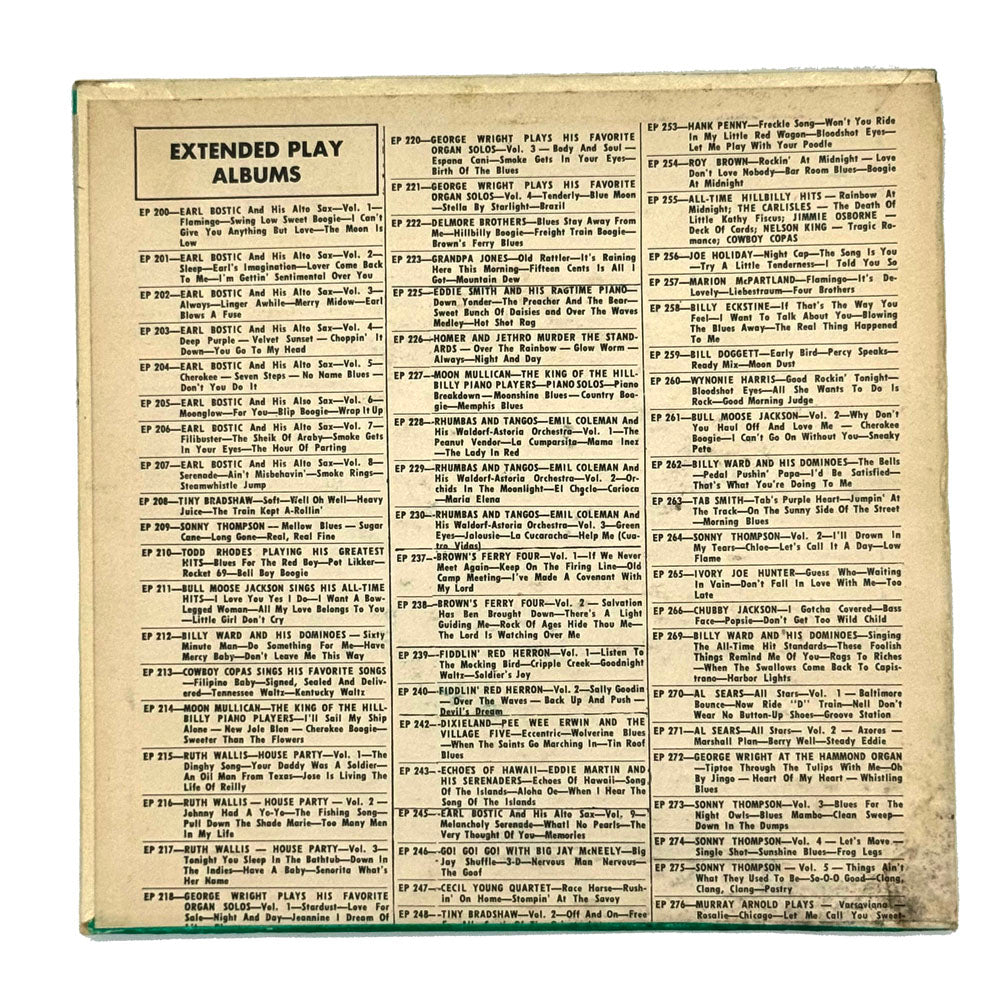 EXTENDED PLAY
ALBUMS
EP 200—EARL BOSTIC And His Alto Sax—Vol. 1—
Flamingo—Swing Low Sweet Boogie—I Can't
Give You Anything But Love—The Moon Is
Low
EP 201—EARL BOSTIC And His Alto Sax—Vol. 2—
Sleep—Earl's Imagination—Lover Come Back
To Me—I'm Gettin' Sentimental Over You
EP 202—EARL BOSTIC And His Alto Sax—Vol. 3—
Always—Linger Awhile—Merry Midow—Earl
Blows A Fuse
EP 203—EARL BOSTIC And His Alto Sax—Vol. 4—
Deep Purple—Velvet Sunset—Choppin' It
Down—You Go To My Head
EP 204—EARL BOSTIC And His Alto Sax—Vol. 5—
Cherokee—Seven Steps—No Name Blues—
Don't You Do It
EP 205—EARL BOSTIC And His Alto Sax—Vol. 6—
Moonglow—For You—Blip Boogie—Wrap It Up
EP 206—EARL BOSTIC And His Alto Sax—Vol. 7—
Filibuster—The Sheik Of Araby—Smoke Gets
In Your Eyes—The Hour Of Parting
EP 207—EARL BOSTIC And His Alto Sax—Vol. 8—
Serenade—Ain't Misbehavin'—Smoke Rings—
Steamwhistle Jump
EP 208—TINY BRADSHAW—Soft—Well Oh Well—Heavy
Juice—The Train Kept A-Rollin'
EP 209—SONNY THOMPSON—Mellow Blues—Sugar
Cane—Long Gone—Real, Real Fine
EP 210—TODD RHODES PLAYING HIS GREATEST
HITS—Blues For The Red Boy—Pot Likker—
Rocket 69—Bell Boy Boogie
EP 211—BULL MOOSE JACKSON SINGS HIS ALL-TIME
HITS—I Love You Yes I Do—I Want A Bow-
Legged Woman—All My Love Belongs To You
—Little Girl Don't Cry
EP 212—BILLY WARD AND HIS DOMINOES—Sixty
Minute Man—Do Something For Me—Have
Mercy Baby—Don't Leave Me This Way
EP 213—COWBOY COPAS SINGS HIS FAVORITE SONGS
—Filipino Baby—Signed, Sealed And Deliv-
ered—Tennessee Waltz—Kentucky Waltz
EP 214—MOON MULLICAN—THE KING OF THE HILL-
BILLY PIANO PLAYERS—I'll Sail My Ship
Alone—New Jole Blon—Cherokee Boogie—
Sweeter Than The Flowers
EP 215—RUTH WALLIS—HOUSE PARTY—Vol. 1—The
Dinghy Song—Your Daddy Was A Soldier—
An Oil Man From Texas—Jose Is Living The
Life Of Reilly
EP 216—RUTH WALLIS—HOUSE PARTY—Vol. 2—
Johnny Had A Yo-Yo—The Fishing Song—
Pull Down The Shade Marie—Too Many Men
In My Life
EP 217—RUTH WALLIS—HOUSE PARTY—Vol. 3—
Tonight You Sleep In The Bathtub—Down In
The Indies—Have A Baby—Senorita What's
Her Name
EP 218—GEORGE WRIGHT PLAYS HIS FAVORITE
ORGAN SOLOS—Vol. 1—Stardust—Love For
Sale—Night And Day—Jeannine I Dream Of
EP 220—GEORGE WRIGHT PLAYS HIS FAVORITE
ORGAN SOLOS—Vol. 3—Body And Soul—
Espana Cani—Smoke Gets In Your Eyes—
Birth Of The Blues
EP 221—GEORGE WRIGHT PLAYS HIS FAVORITE
ORGAN SOLOS—Vol. 4—Tenderly—Blue Moon
—Stella By Starlight—Brazil
EP 222—DELMORE BROTHERS—Blues Stay Away From
Me—Hillbilly Boogie—Freight Train Boogie—
Brown's Ferry Blues
EP 223—GRANDPA JONES—Old Rattler—It's Raining
Here This Morning—Fifteen Cents Is All I
Got—Mountain Dew
EP 225—EDDIE SMITH AND HIS RAGTIME PIANO—
Down Yonder—The Preacher And The Bear—
Sweet Bunch Of Daisies and Over The Waves
Medley—Hot Shot Rag
EP 226—HOMER AND JETHRO MURDER THE STAND-
ARDS—Over The Rainbow—Glow Worm—
Always—Night And Day
EP 227—MOON MULLICAN—THE KING OF THE HILL-
BILLY PIANO PLAYERS—PIANO SOLOS—Piano
Breakdown—Moonshine Blues—Country Boo-
gie—Memphis Blues
EP 228—RHUMBAS AND TANGOS—EMIL COLEMAN And
His Waldorf-Astoria Orchestra—Vol. 1—The
Peanut Vendor—La Cumparsita—Mama Inez
—The Lady In Red
EP 229—RHUMBAS AND TANGOS—EMIL COLEMAN And
His Waldorf-Astoria Orchestra—Vol. 2—Or-
chids In The Moonlight—El Choclo—Carioca
—Maria Elena
EP 230—RHUMBAS AND TANGOS—EMIL COLEMAN And
His Waldorf-Astoria Orchestra—Vol. 3—Green
Eyes—Jalousie—La Cucaracha—Help Me (Cua-
tro Vidas)
EP 237—BROWN'S FERRY FOUR—Vol. 1—If We Never
Meet Again—Keep On the Firing Line—Old
Camp Meeting—I've Made A Covenant With
My Lord
EP 238—BROWN'S FERRY FOUR—Vol. 2—Salvation
Has Ben Brought Down—There's A Light
Guiding Me—Rock Of Ages Hide Thou Me—
The Lord Is Watching Over Me
EP 239—FIDDLIN' RED HERRON—Vol. 1—Listen To
The Mocking Bird—Cripple Creek—Goodnight
Waltz—Soldier's Joy
EP 240—FIDDLIN' RED HERRON—Vol. 2—Sally Goodin
—Over The Waves—Back Up And Push—
Devil's Dream
EP 242—DIXIELAND—PEE WEE ERWIN AND THE
VILLAGE FIVE—Eccentric—Wolverine Blues
—When The Saints Go Marching In—Tin Roof
Blues
EP 243—ECHOES OF HAWAII—EDDIE MARTIN AND
HIS SERENADERS—Echoes Of Hawaii—Song
Of The Islands—Aloha Oe—When I Hear The
Song Of The Islands
EP 245—EARL BOSTIC And His Alto Sax—Vol. 9—
Melancholy Serenade—What! No Pearls—The
Very Thought Of You—Memories
EP 246—GO! GO! GO! WITH BIG JAY McNEELY—Big
Jay Shuffle—3-D—Nervous Man Nervous—
The Goof
EP 247—CECIL YOUNG QUARTET—Race Horse—Rush-
in' On Home—Stompin' At The Savoy
EP 248—TINY BRADSHAW—Vol. 2—Off And On—Free
EP 253—HANK PENNY—Freckle Song—Won't You Ride
In My Little Red Wagon—Bloodshot Eyes—
Let Me Play With Your Poodle
EP 254—ROY BROWN—Rockin' At Midnight—Love
Don't Love Nobody—Bar Room Blues—Boogie
At Midnight
EP 255—ALL-TIME HILLBILLY HITS—Rainbow At
Midnight; THE CARLISLES—The Death Of
Little Kathy Fiscus; JIMMIE OSBORNE—
Deck Of Cards; NELSON KING—Tragic Ro-
mance; COWBOY COPAS
EP 256—JOE HOLIDAY—Night Cap—The Song Is You
—Try A Little Tenderness—I Told You So
EP 257—MARION McPARTLAND—Flamingo—It's De-
Lovely—Liebestraum—Four Brothers
EP 258—BILLY ECKSTINE—If That's The Way You
Feel—I Want To Talk About You—Blowing
The Blues Away—The Real Thing Happened
To Me
EP 259—BILL DOGGETT—Early Bird—Percy Speaks—
Ready Mix—Moon Dust
EP 260—WYNONIE HARRIS—Good Rockin' Tonight—
Bloodshot Eyes—All She Wants To Do Is
Rock—Good Morning Judge
EP 261—BULL MOOSE JACKSON—Vol. 2—Why Don't
You Haul Off And Love Me—Cherokee
Boogie—I Can't Go On Without You—Sneaky
Pete
EP 262—BILLY WARD AND HIS DOMINOES—The Bells
—Pedal Pushin' Papa—I'd Be Satisfied—
That's What You're Doing To Me
EP 263—TAB SMITH—Tab's Purple Heart—Jumpin' At
The Track—On The Sunny Side Of The Street
—Morning Blues
EP 264—SONNY THOMPSON—Vol. 2—I'll Drown In
My Tears—Chloe—Let's Call It A Day—Low
Flame
EP 265—IVORY JOE HUNTER—Guess Who—Waiting
In Vain—Don't Fall In Love With Me—Too
Late
EP 266—CHUBBY JACKSON—I Gotcha Covered—Bass
Face—Popsie—Don't Get Too Wild Child
EP 269—BILLY WARD AND HIS DOMINOES—Singing
The All-Time Hit Standards—These Foolish
Things Remind Me Of You—Rags To Riches
—When The Swallows Come Back To Capis-
trano—Harbor Lights
EP 270—AL SEARS—All Stars—Vol. 1—Baltimore
Bounce—Now Ride "D" Train—Nell Don't
Wear No Button-Up Shoes—Groove Station
EP 271—AL SEARS—All Stars—Vol. 2—Azores—
Marshall Plan—Berry Well—Steady Eddie
EP 272—GEORGE WRIGHT AT THE HAMMOND ORGAN
—Tiptoe Through The Tulips With Me—Oh
By Jingo—Heart Of My Heart—Whistling
Blues
EP 273—SONNY THOMPSON—Vol. 3—Blues For The
Night Owls—Blues Mambo—Clean Sweep—
Down In The Dumps
EP 274—SONNY THOMPSON—Vol. 4—Let's Move—
Single Shot—Sunshine Blues—Frog Legs
EP 275—SONNY THOMPSON—Vol. 5—Things Ain't
What They Used To Be—So-O-O Good—Clang,
Clang, Clang—Pastry
EP 276—MURRAY ARNOLD PLAYS—Varsoviana—
Rosalie—Chicago—Let Me Call You Sweet-